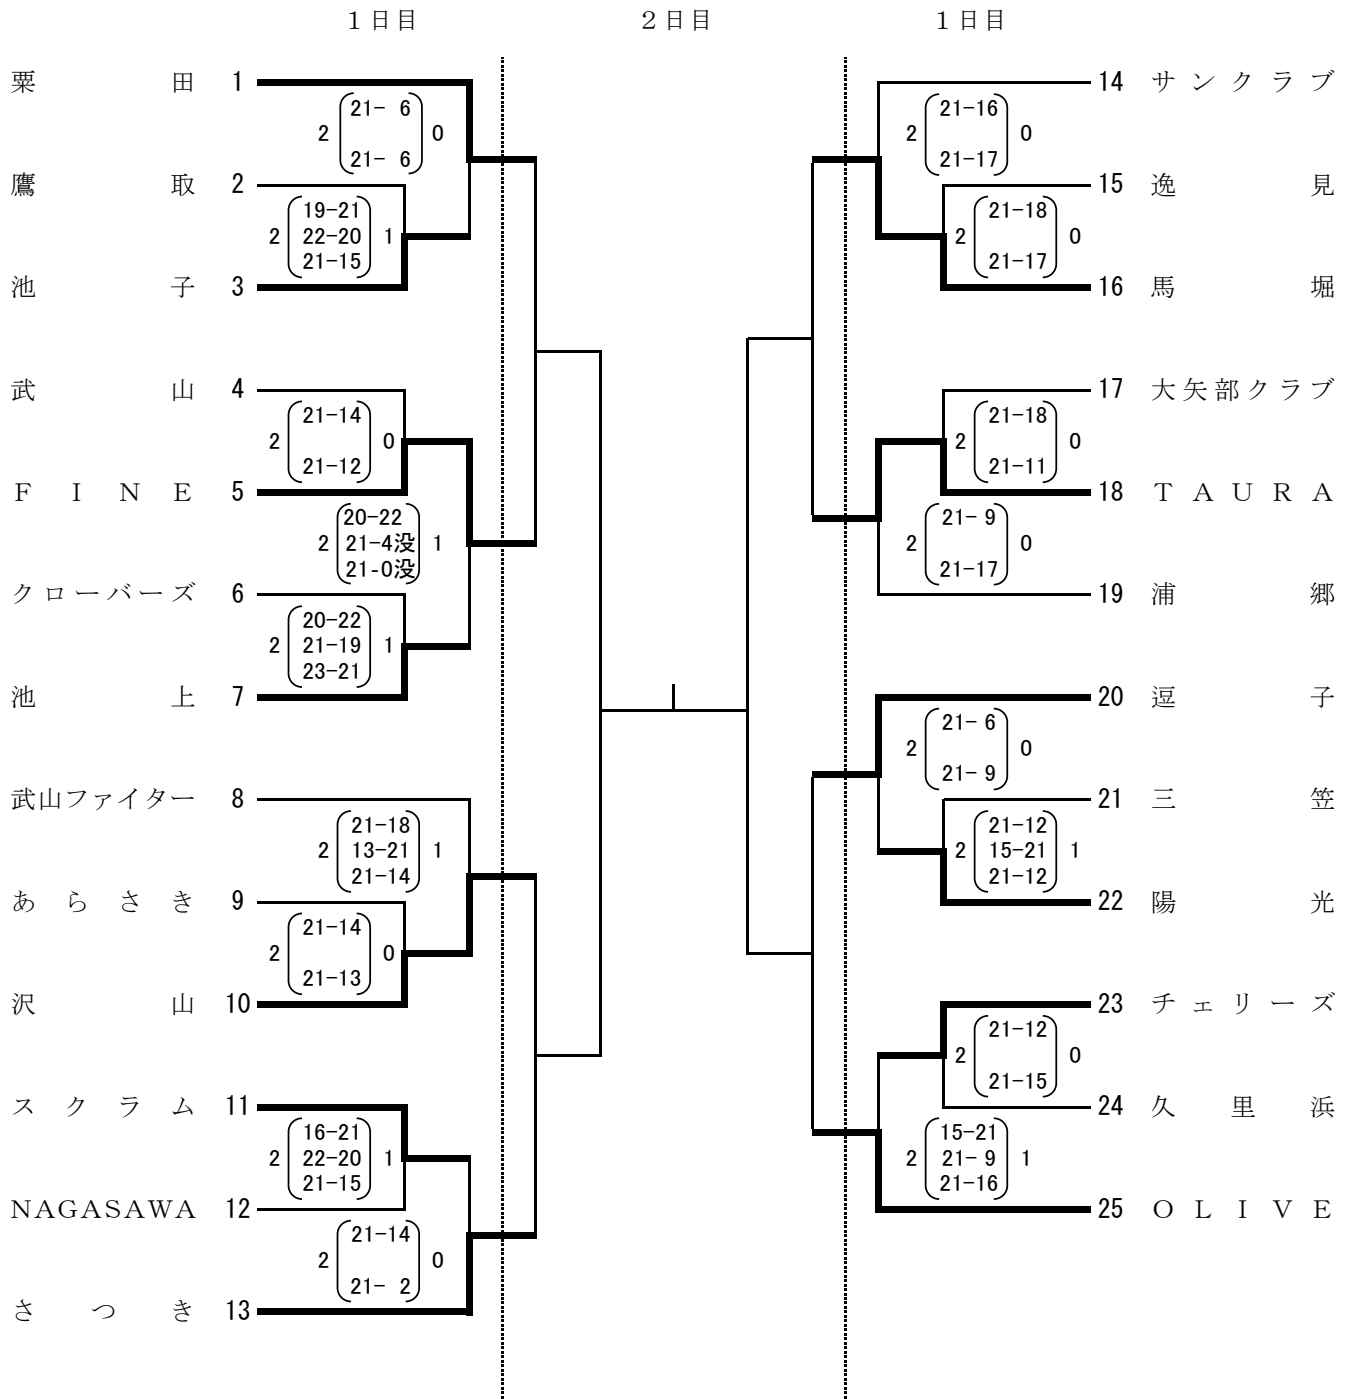 １日目 ２日目 １日目
粟田 1 14 サンクラブ
2 21- 6 0 2 21-16 0
21- 6 21-17
鷹取 2 15 逸見
19-21 21-18
2 22-20 1 2 0
21-15 21-17
池子 3 16 馬堀
武山 4 17 大矢部クラブ
21-14 21-18
2 0 2 0
21-12 21-11
ＦＩＮＥ 5 18 ＴＡＵＲＡ
20-22 21- 9
2 21-4没 1 2 0
21-0没 21-17
クローバーズ 6 19 浦郷
20-22
2 21-19 1
23-21
池上 7 20 逗子
21- 6
2 0
21- 9
武山ファイター 8 21 三笠
21-18 21-12
2 13-21 1 2 15-21 1
21-14 21-12
あらさき 9 22 陽光
21-14
2 0
21-13
沢山 10 23 チェリーズ
21-12
2 0
21-15
スクラム 11 24 久里浜
16-21 15-21
2 22-20 1 2 21- 9 1
21-15 21-16
NAGASAWA 12 25 ＯＬＩＶＥ
21-14
2 0
21- 2
さつき 13